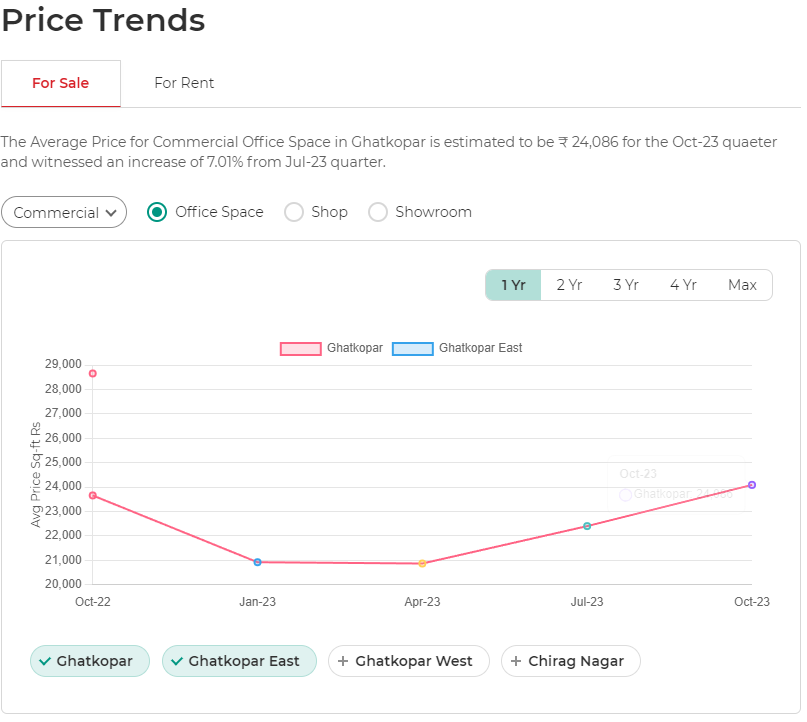 Price Trends
For Sale
For Rent
The Average Price for Commercial Office Space in Ghatkopar is estimated to be ₹ 24,086 for the Oct-23 quaeter
and witnessed an increase of 7.01% from Jul-23 quarter.
Commercial
Office Space
Shop
Showroom
1 Yr
2 Yr
3 Yr
4 Yr
Max
Ghatkopar
Ghatkopar East
Avg Price Sq-ft Rs
29,000
28,000
27,000
26,000
25,000
24,000
23,000
22,000
21,000
20,000
Oct-23
Ghatkopar
Oct-22
Jan-23
Apr-23
Jul-23
Oct-23
Ghatkopar
Ghatkopar East
Ghatkopar West
Chirag Nagar